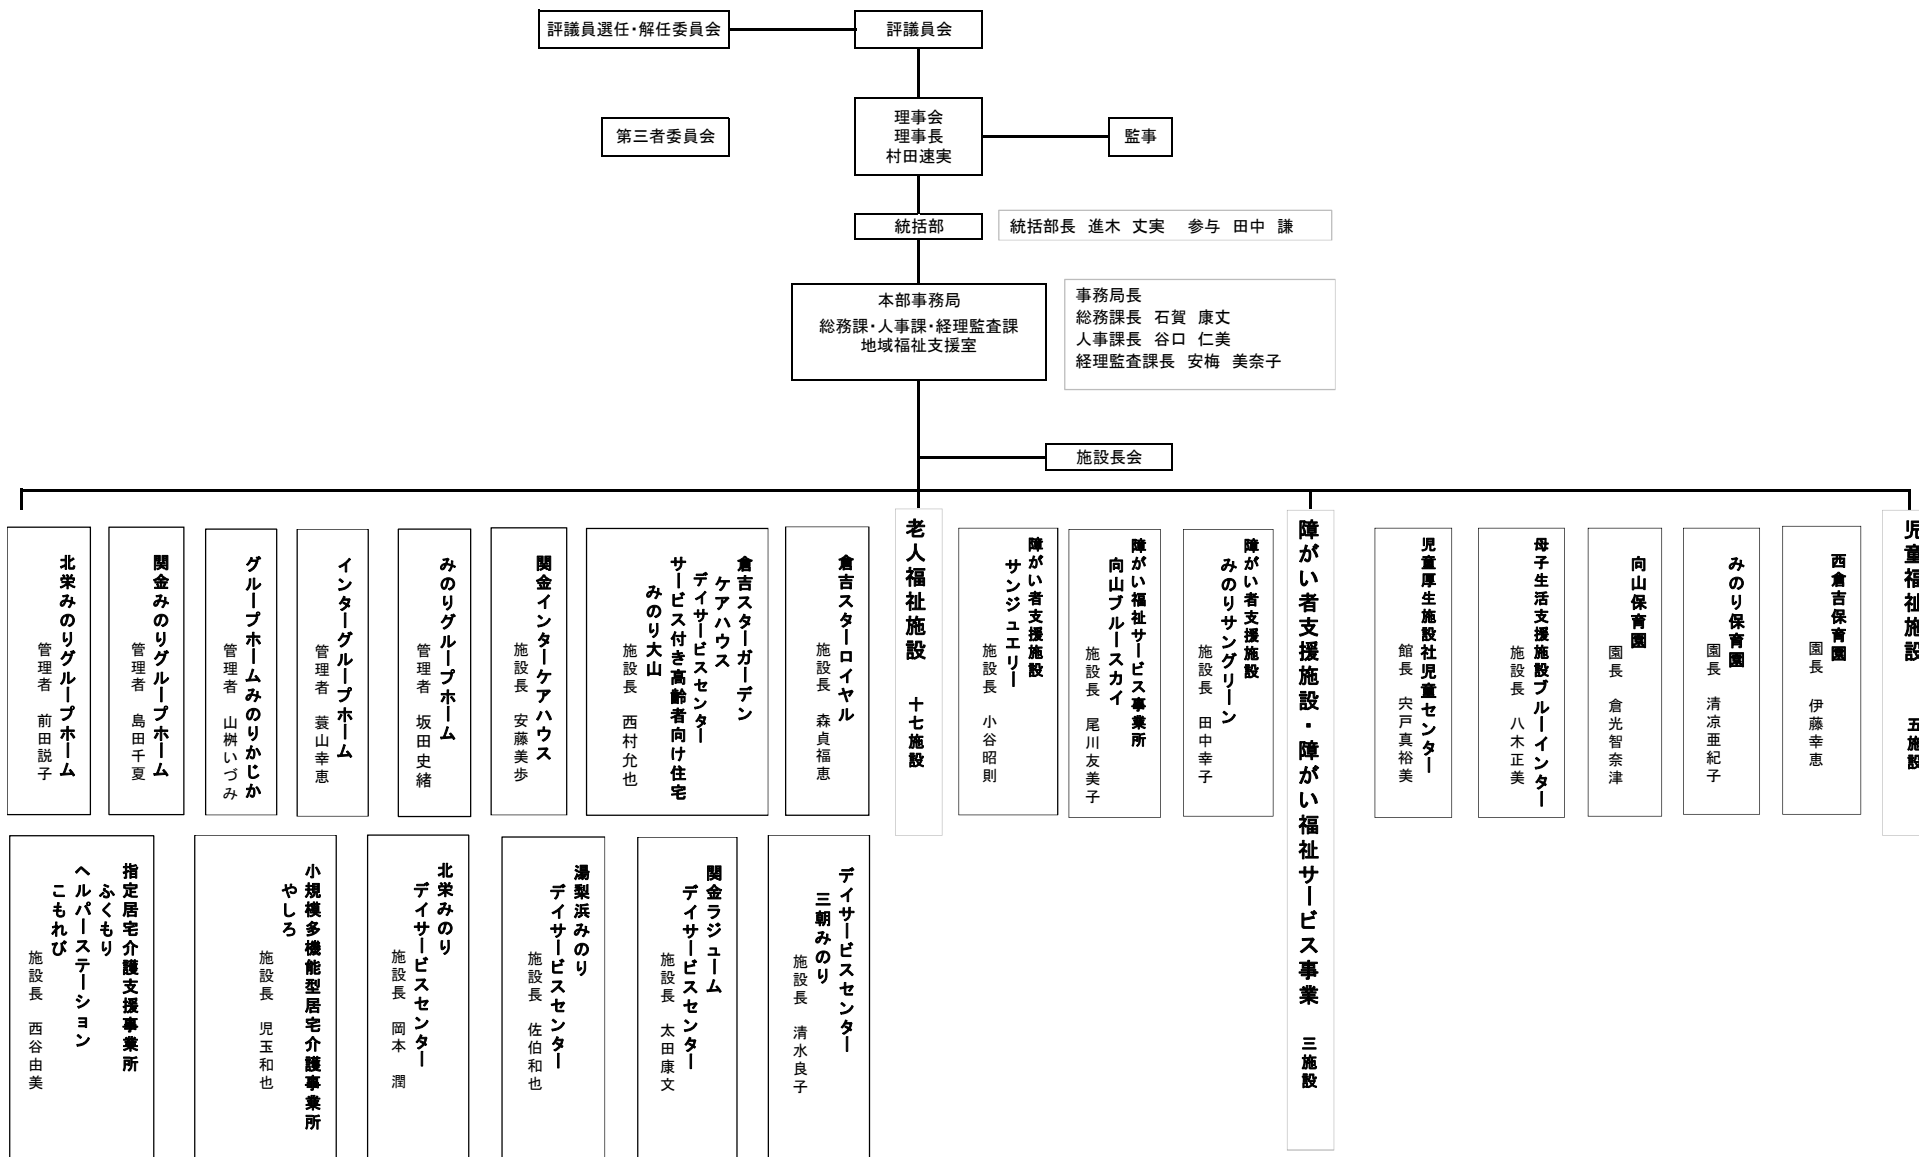 評議員選任・解任委員会
評議員会
第三者委員会
理事会
理事長
村田速実
監事
統括部
統括部長 進木 丈実 参与 田中 謙
本部事務局
総務課・人事課・経理監査課
地域福祉支援室
事務局長
総務課長 石賀 康丈
人事課長 谷口 仁美
経理監査課長 安梅 美奈子
施設長会
児童福祉施設 五施設
西倉吉保育園
園長 伊藤幸恵
みのり保育園
園長 清凉亜紀子
向山保育園
園長 倉光智奈津
母子生活支援施設ブルーインター
施設長 八木正美
児童厚生施設社児童センター
館長 宍戸真裕美
障がい者支援施設・障がい福祉サービス事業 三施設
障がい者支援施設
みのりサングリーン
施設長 田中幸子
障がい福祉サービス事業所
向山ブルースカイ
施設長 尾川友美子
障がい者支援施設
サンジュエリー
施設長 小谷昭則
老人福祉施設 十七施設
倉吉スターロイヤル
施設長 森貞福恵
倉吉スターガーデン
ケアハウス
デイサービスセンター
サービス付き高齢者向け住宅
みのり大山
施設長 西村允也
関金インターケアハウス
施設長 安藤美歩
みのりグループホーム
管理者 坂田史緒
インターグループホーム
管理者 蓑山幸恵
グループホームみのりかじか
管理者 山桝いづみ
関金みのりグループホーム
管理者 島田千夏
北栄みのりグループホーム
管理者 前田説子
デイサービスセンター
三朝みのり
施設長 清水良子
関金ラジューム
デイサービスセンター
施設長 太田康文
湯梨浜みのり
デイサービスセンター
施設長 佐伯和也
北栄みのり
デイサービスセンター
施設長 岡本 潤
小規模多機能型居宅介護事業所
やしろ
施設長 児玉和也
指定居宅介護支援事業所
ふくもり
ヘルパーステーション
こもれび
施設長 西谷由美